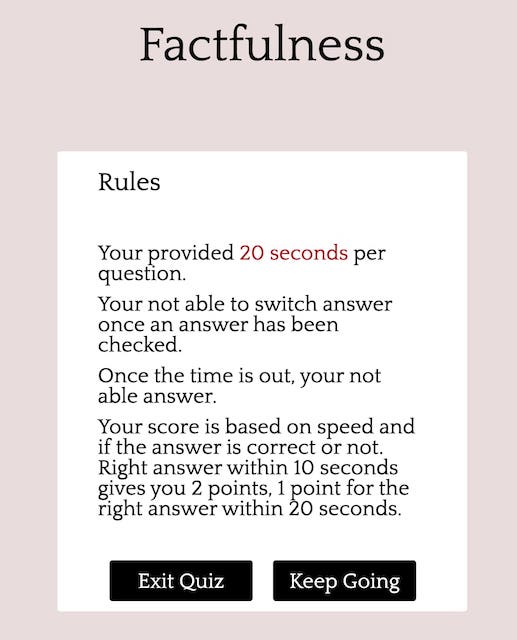 Factfulness
Rules
Your provided 20 seconds per
question.
Your not able to switch answer
once an answer has been
checked.
Once the time is out, your not
able answer.
Your score is based on speed and
if the answer is correct or not.
Right answer within 10 seconds
gives you 2 points, 1 point for the
right answer within 20 seconds.
Exit Quiz
Keep Going